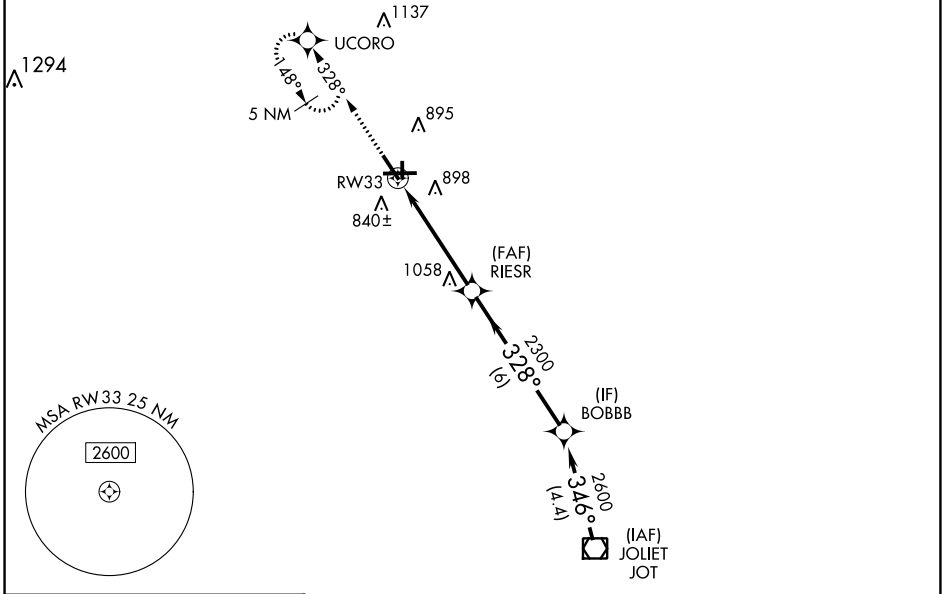 1137
UCORO
1294
148°
328°
5 NM
895
RW33
898
840±
(FAF)
RIESR
1058
2300
328°
(6)
(IF)
BOBBB
MSA RW33 25 NM
2600
2600
346°
(4.4)
(IAF)
JOLIET
JOT